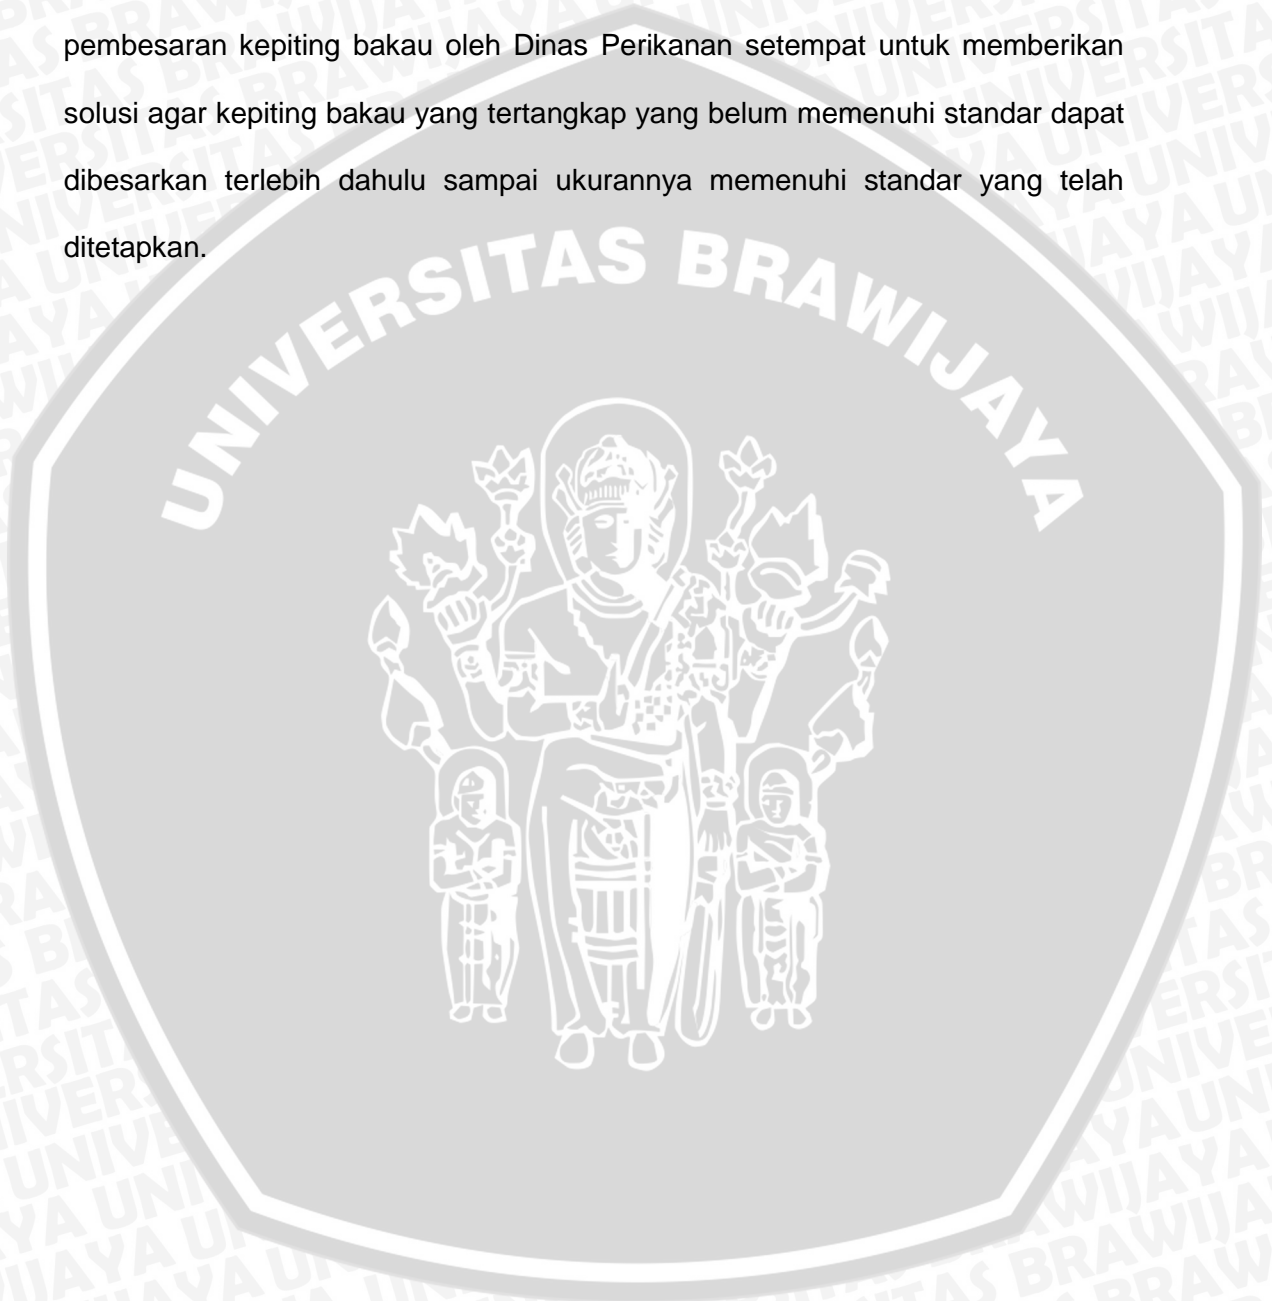 pembesaran kepiting bakau oleh Dinas Perikanan setempat untuk memberikan
solusi agar kepiting bakau yang tertangkap yang belum memenuhi standar dapat
dibesarkan terlebih dahulu sampai ukurannya memenuhi standar yang telah
ditetapkan.
UNIVERSITAS BRAWIJAYA